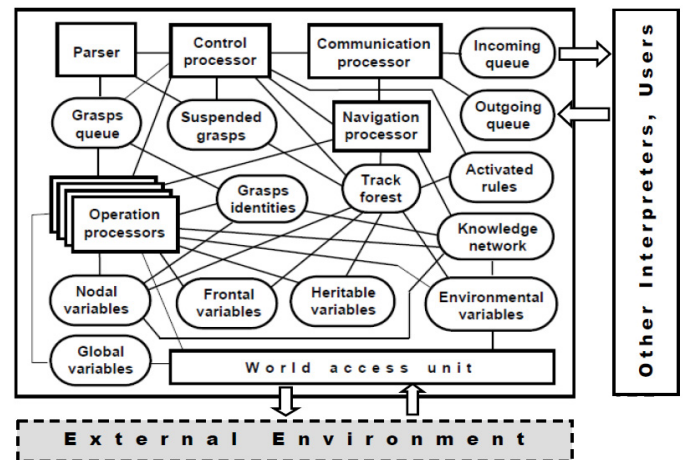 Parser
Control
processor
Communication
processor
Incoming
queue
Grasps
queue
Suspended
grasps
Navigation
processor
Outgoing
queue
Operation
processors
Grasps
identities
Track
forest
Activated
rules
Knowledge
network
Nodal
variables
Frontal
variables
Heritable
variables
Environmental
variables
Global
variables
World access unit
External Environment
Other Interpreters, Users